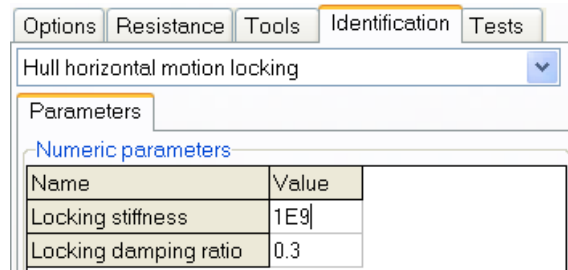 Options Resistance Tools Identification Tests
Hull horizontal motion locking
Parameters
Numeric parameters
Name Value
Locking stiffness 1E9
Locking damping ratio 0.3